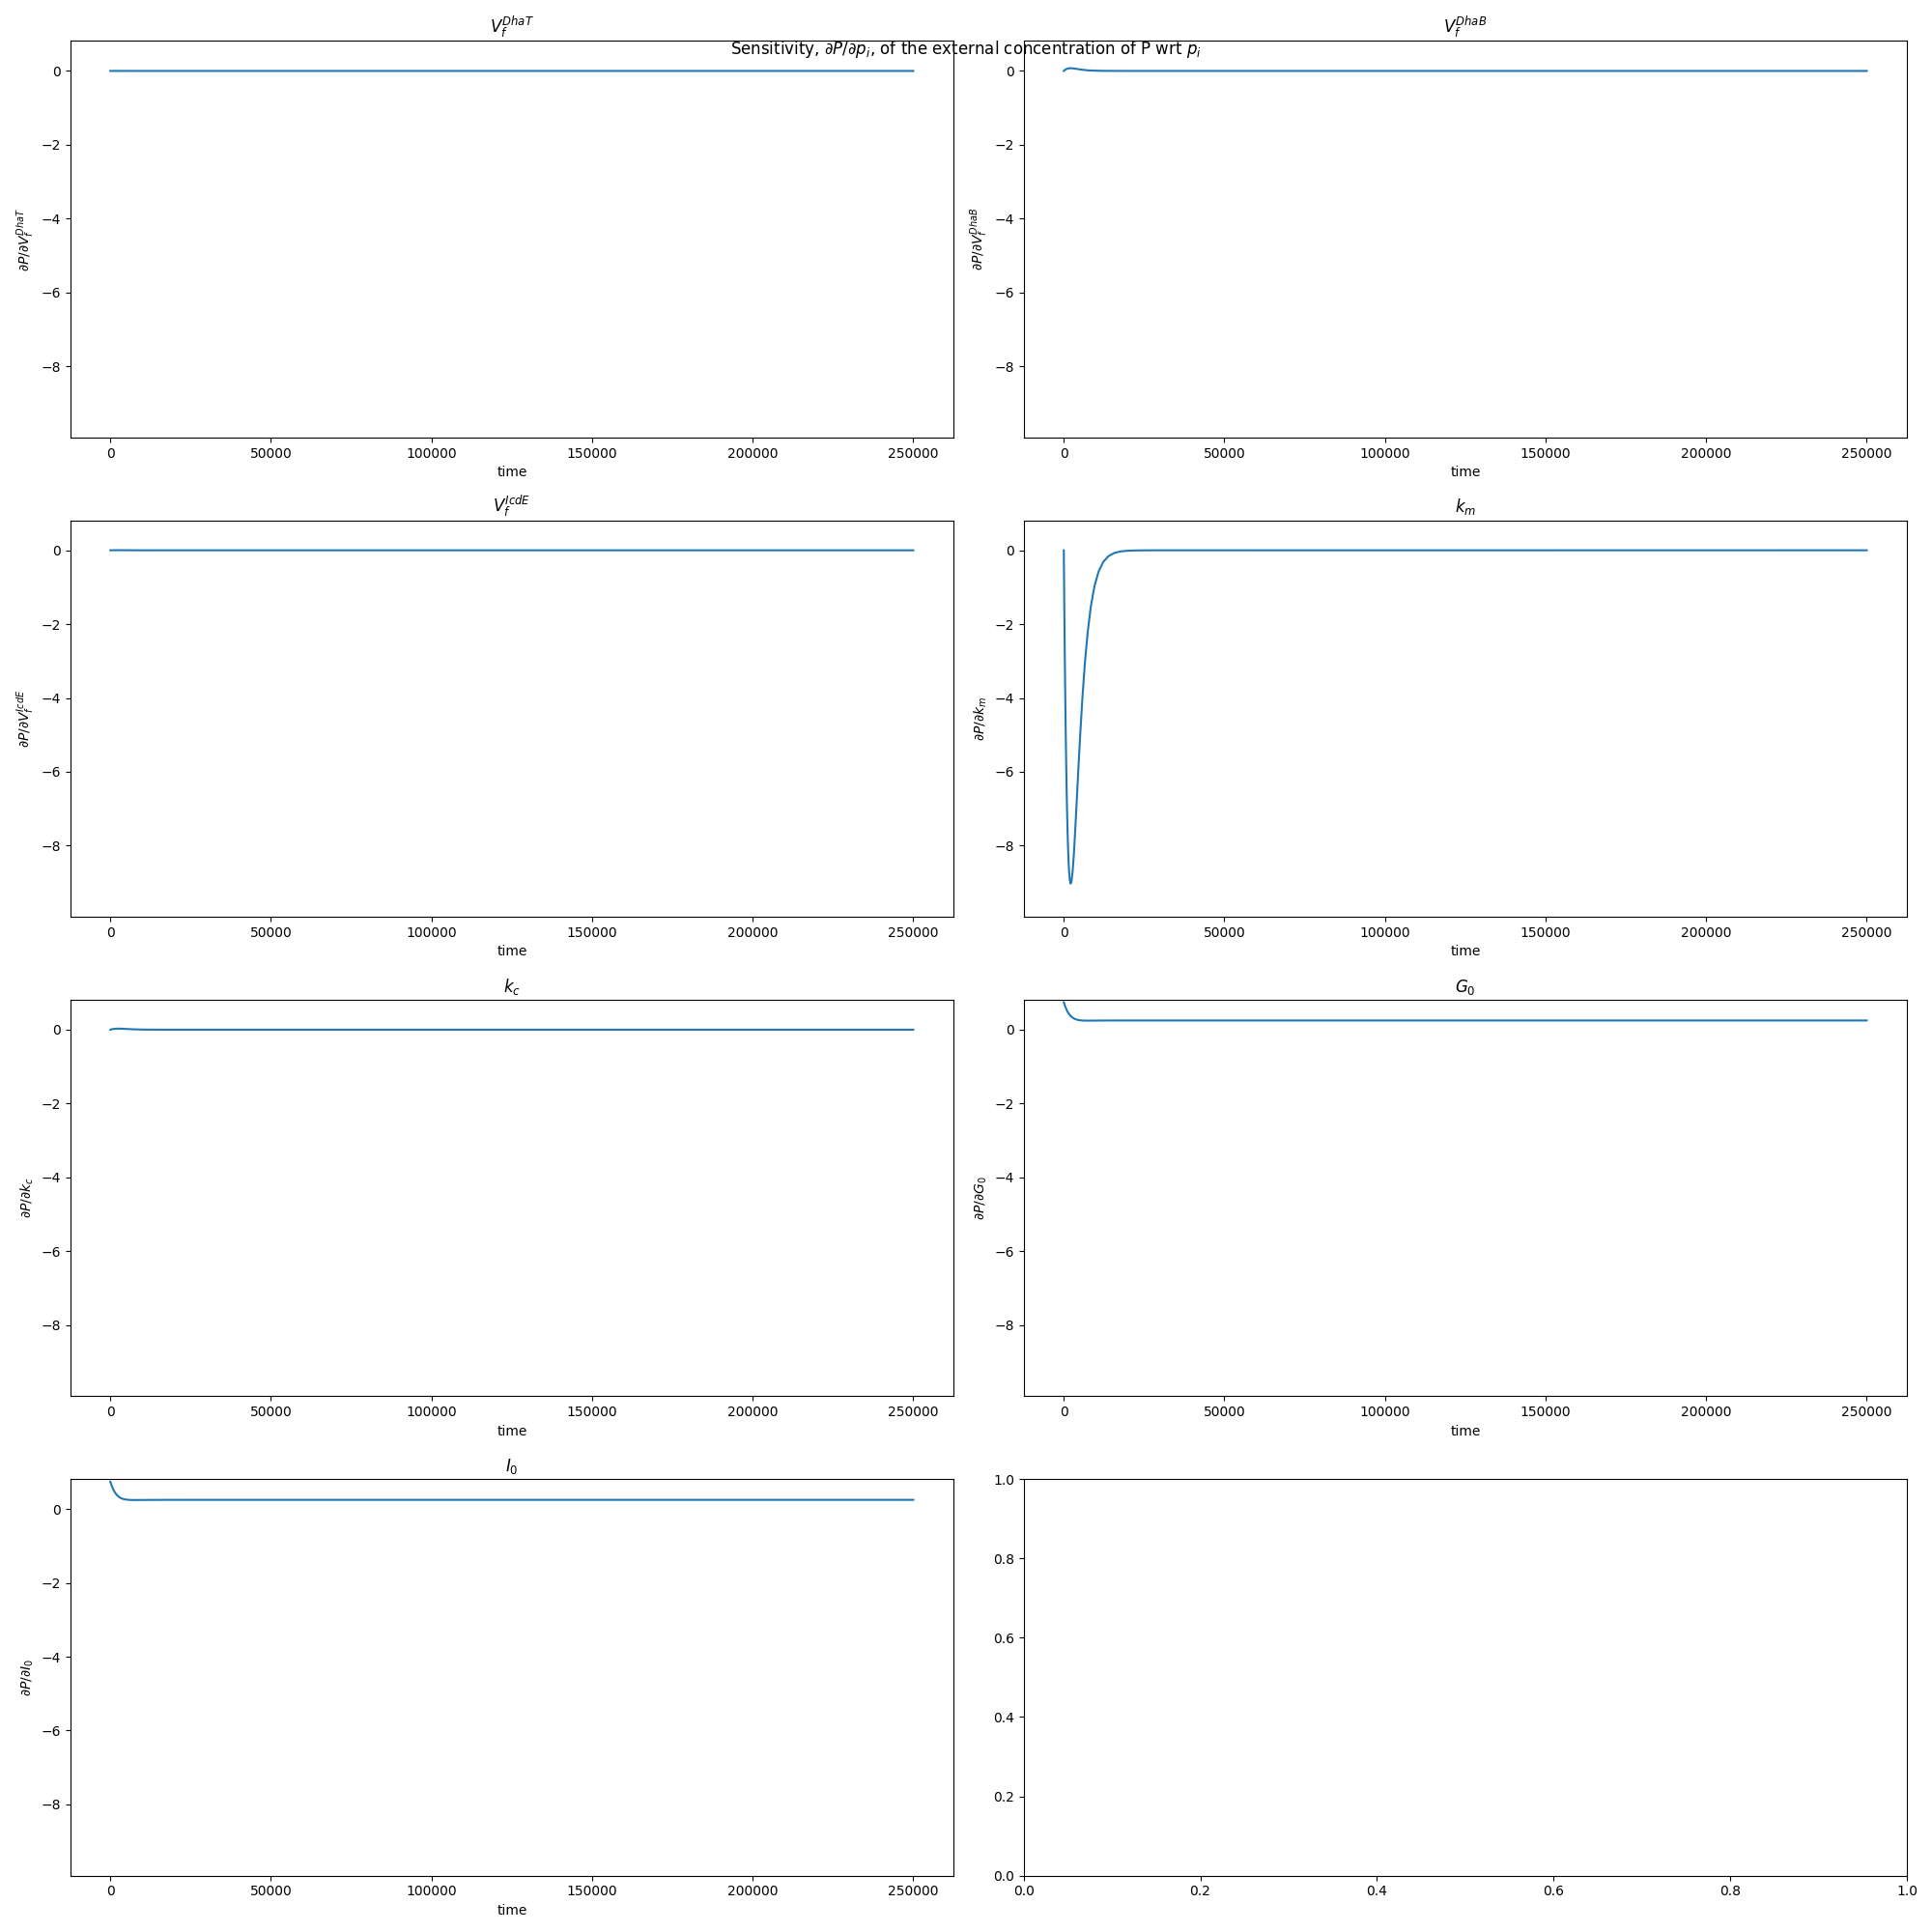 V_f^{DhaT}
V_f^{DhaB}
Sensitivity, ∂P/∂p_i, of the external concentration of P wrt p_i
∂P/∂V_f^{DhaT}
0
−2
−4
−6
−8
0 50000 100000 150000 200000 250000
time
∂P/∂V_f^{DhaB}
0
−2
−4
−6
−8
0 50000 100000 150000 200000 250000
time
V_f^{IcdE}
∂P/∂V_f^{IcdE}
0
−2
−4
−6
−8
0 50000 100000 150000 200000 250000
time
k_m
∂P/∂k_m
0
−2
−4
−6
−8
0 50000 100000 150000 200000 250000
time
k_c
∂P/∂k_c
0
−2
−4
−6
−8
0 50000 100000 150000 200000 250000
time
G_0
∂P/∂G_0
0
−2
−4
−6
−8
0 50000 100000 150000 200000 250000
time
I_0
∂P/∂I_0
0
−2
−4
−6
−8
0 50000 100000 150000 200000 250000
time
1.0
0.8
0.6
0.4
0.2
0.0
0.0 0.2 0.4 0.6 0.8 1.0